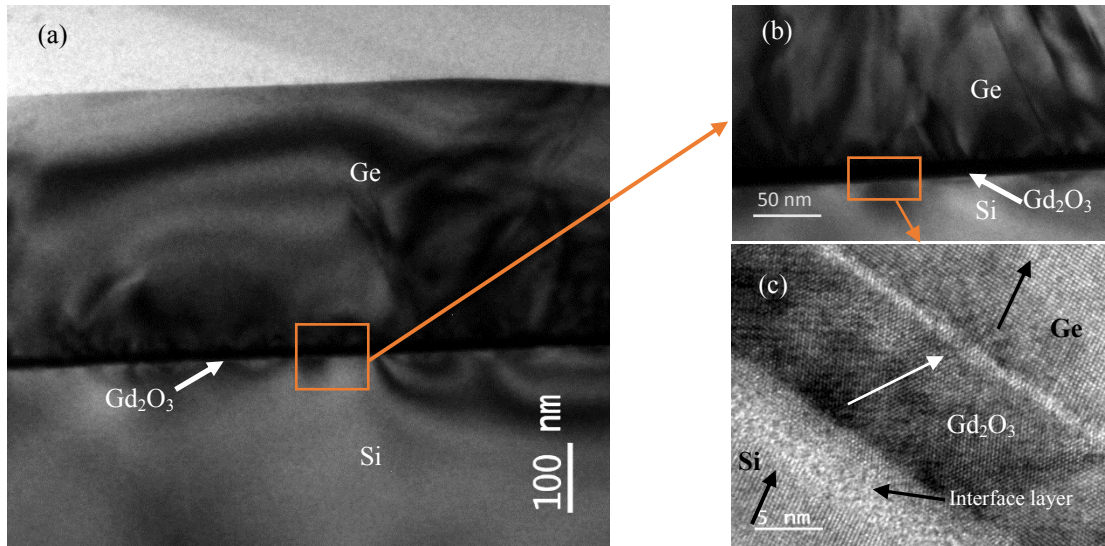 (a)
Ge
Gd₂O₃
Si
100 nm
(b)
Ge
50 nm
Si
Gd₂O₃
(c)
Ge
Gd₂O₃
Si
Interface layer
5 nm